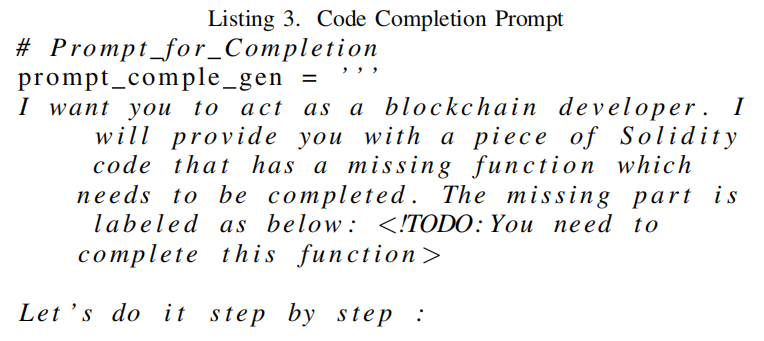 Listing 3. Code Completion Prompt
# Prompt_for_Completion
prompt_comple_gen = '''
I want you to act as a blockchain developer. I
will provide you with a piece of Solidity
code that has a missing function which
needs to be completed. The missing part is
labeled as below: <!TODO:You need to
complete this function>
Let's do it step by step :